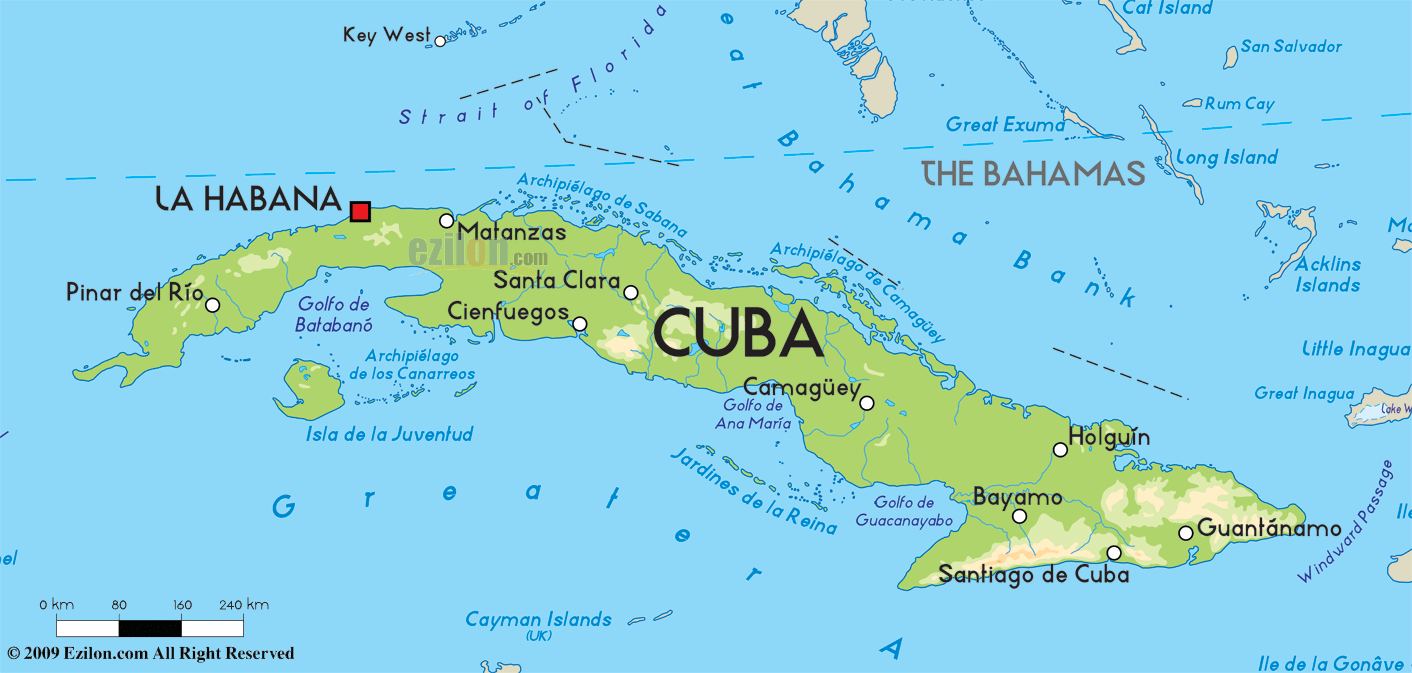 Cat Island
Key West
San Salvador
Strait of Florida
Rum Cay
Great Exuma
Long Island
THE BAHAMAS
eat Bahama Bank
LA HABANA
Archipiélago de Sabana
Matanzas
ezilon.com
Archipiélago de Camagüey
Acklins
Islands
Santa Clara
Pinar del Río
Golfo de
Batabanó
Cienfuegos
CUBA
Little Inagua
Archipiélago
de los Canarreos
Camagüey
Great Inagua
Lake W
Golfo de
Ana María
Isla de la Juventud
Holguín
Jardines de la Reina
Greater A
Bayamo
Golfo de
Guacanayabo
Guantánamo
Windward Passage
Santiago de Cuba
0 km 80 160 240 km
Cayman Islands
(UK)
© 2009 Ezilon.com All Right Reserved
Ile de la Gonâve